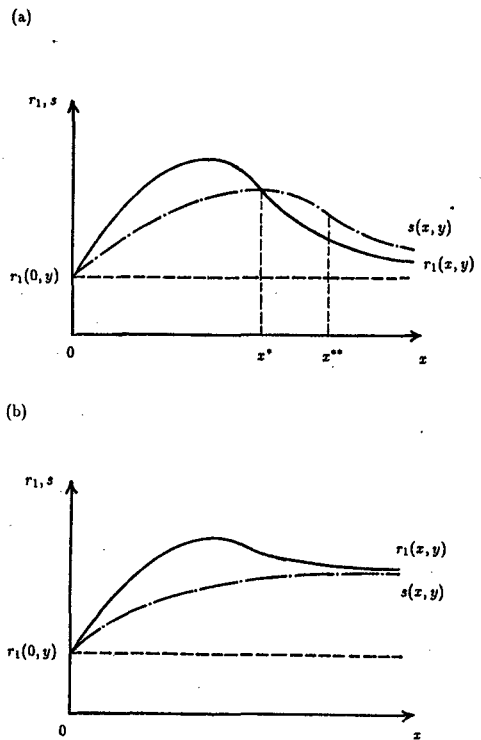 (a)
r₁, s
s(x, y)
r₁(x, y)
r₁(0, y)
0
x*
x**
x
(b)
r₁, s
r₁(x, y)
s(x, y)
r₁(0, y)
0
x